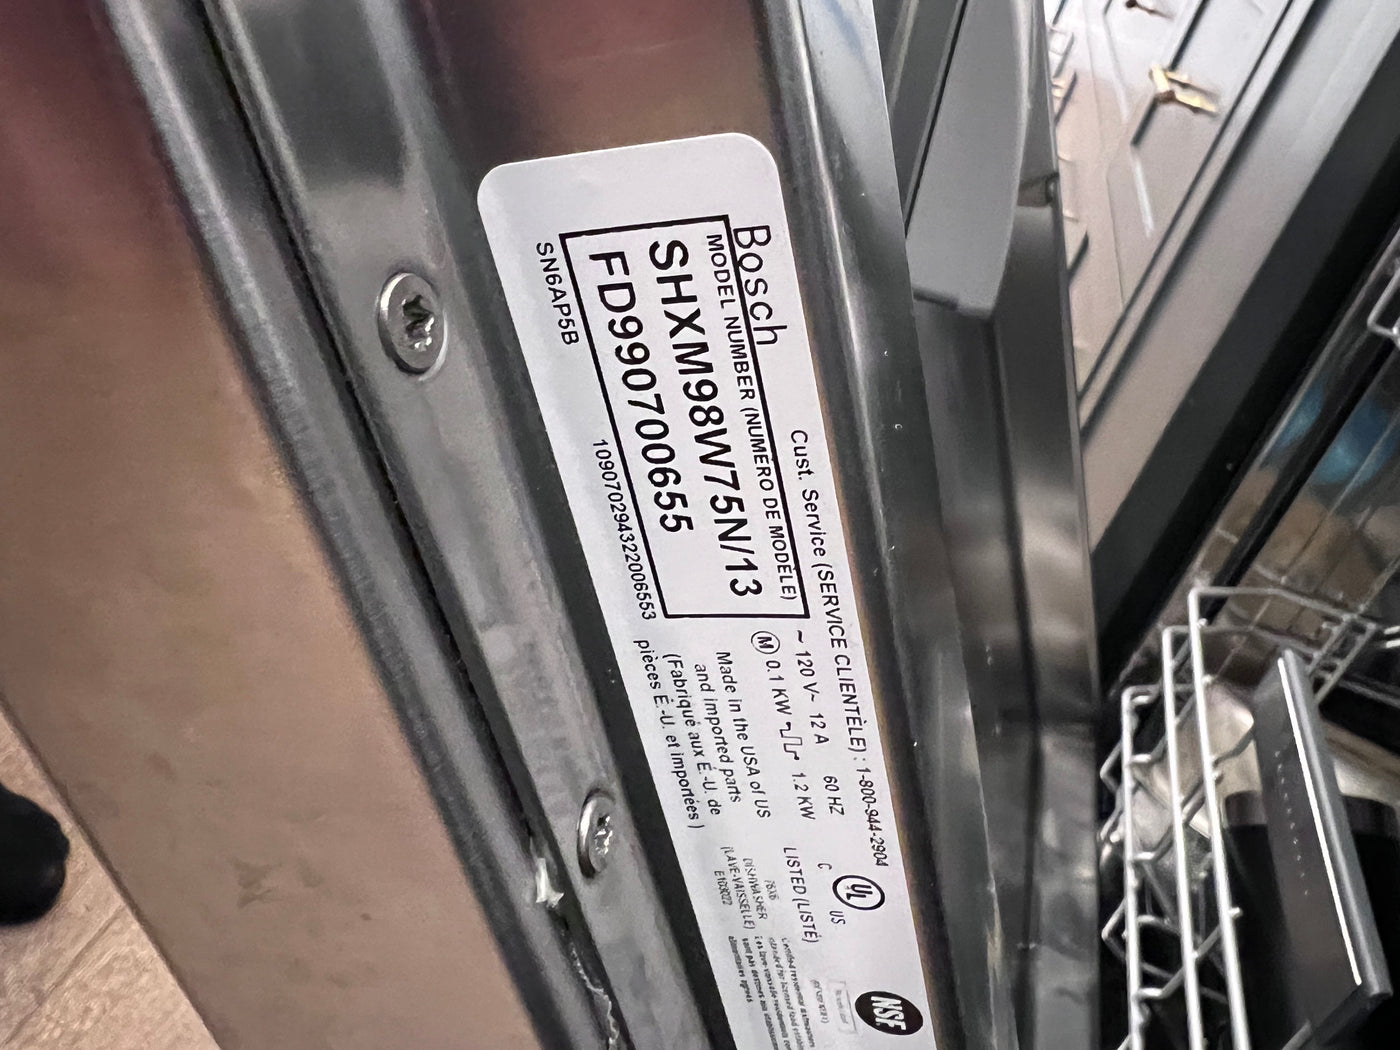 Bosch
Cust. Service (SERVICE CLIENTÈLE) : 1-800-944-2904
MODEL NUMBER (NUMÉRO DE MODÈLE)
SHXM98W75N/13
FD990700655
SN6AP5B
109070294322006553
~ 120 V~ 12 A 60 HZ
M 0.1 KW 1.2 KW
Made in the USA of US
and imported parts
(Fabriqué aux É.-U. de
pièces É.-U. et importées )
C UL US
LISTED (LISTÉ)
DISHWASHER
(LAVE-VAISSELLE)
NSF